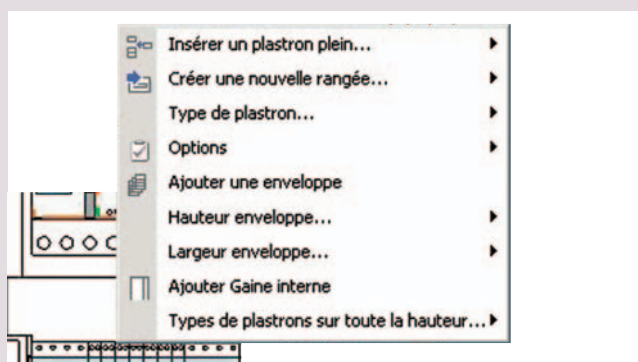 Insérer un plastron plein...
Créer une nouvelle rangée...
Type de plastron...
Options
Ajouter une enveloppe
Hauteur enveloppe...
Largeur enveloppe...
Ajouter Gaine interne
Types de plastrons sur toute la hauteur...